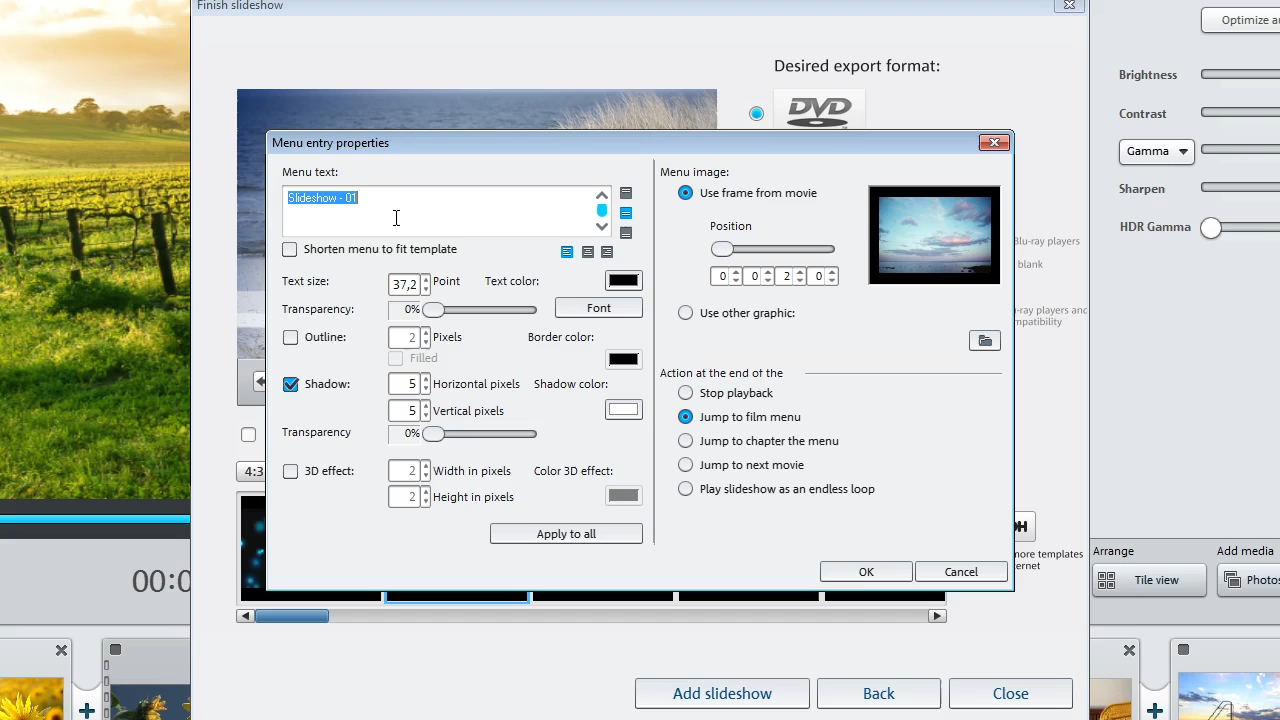 Finish slideshow
Optimize au
Desired export format:
DVD
Brightness
Contrast
Gamma
Sharpen
HDR Gamma
Menu entry properties
Menu text:
Slideshow - 01
Shorten menu to fit template
Text size:
37,2
Point
Text color:
Transparency:
0%
Font
Outline:
2
Pixels
Border color:
Filled
Shadow:
5
Horizontal pixels
Shadow color:
5
Vertical pixels
Transparency
0%
3D effect:
2
Width in pixels
Color 3D effect:
2
Height in pixels
Apply to all
Menu image:
Use frame from movie
Position
0 0 2 0
Use other graphic:
Action at the end of the
Stop playback
Jump to film menu
Jump to chapter the menu
Jump to next movie
Play slideshow as an endless loop
OK
Cancel
Blu-ray players
blank
-ray players and
mpatibility
4:3
more templates
ernet
00:0
Arrange
Add media
Tile view
Photos
Add slideshow
Back
Close